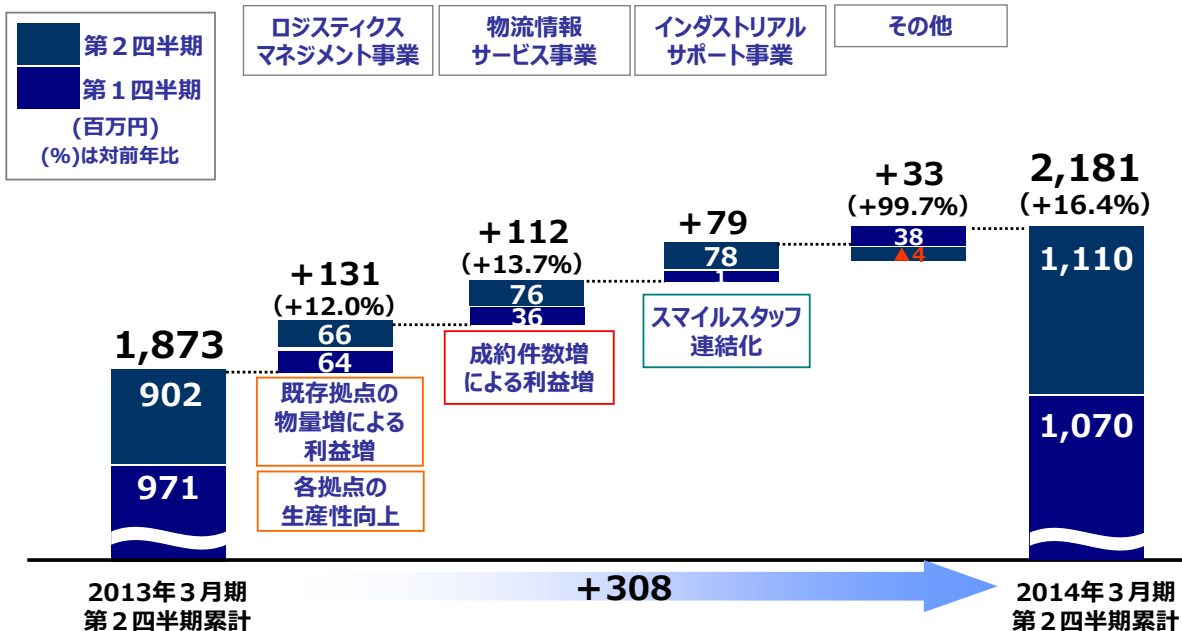 第２四半期
第１四半期
(百万円)
(%)は対前年比
ロジスティクス
マネジメント事業
物流情報
サービス事業
インダストリアル
サポート事業
その他
1,873
902
971
＋131
(+12.0%)
66
64
既存拠点の
物量増による
利益増
各拠点の
生産性向上
＋112
(+13.7%)
76
36
成約件数増
による利益増
＋79
78
1
スマイルスタッフ
連結化
＋33
(+99.7%)
38
▲4
2,181
(+16.4%)
1,110
1,070
2013年３月期
第２四半期累計
＋308
2014年３月期
第２四半期累計